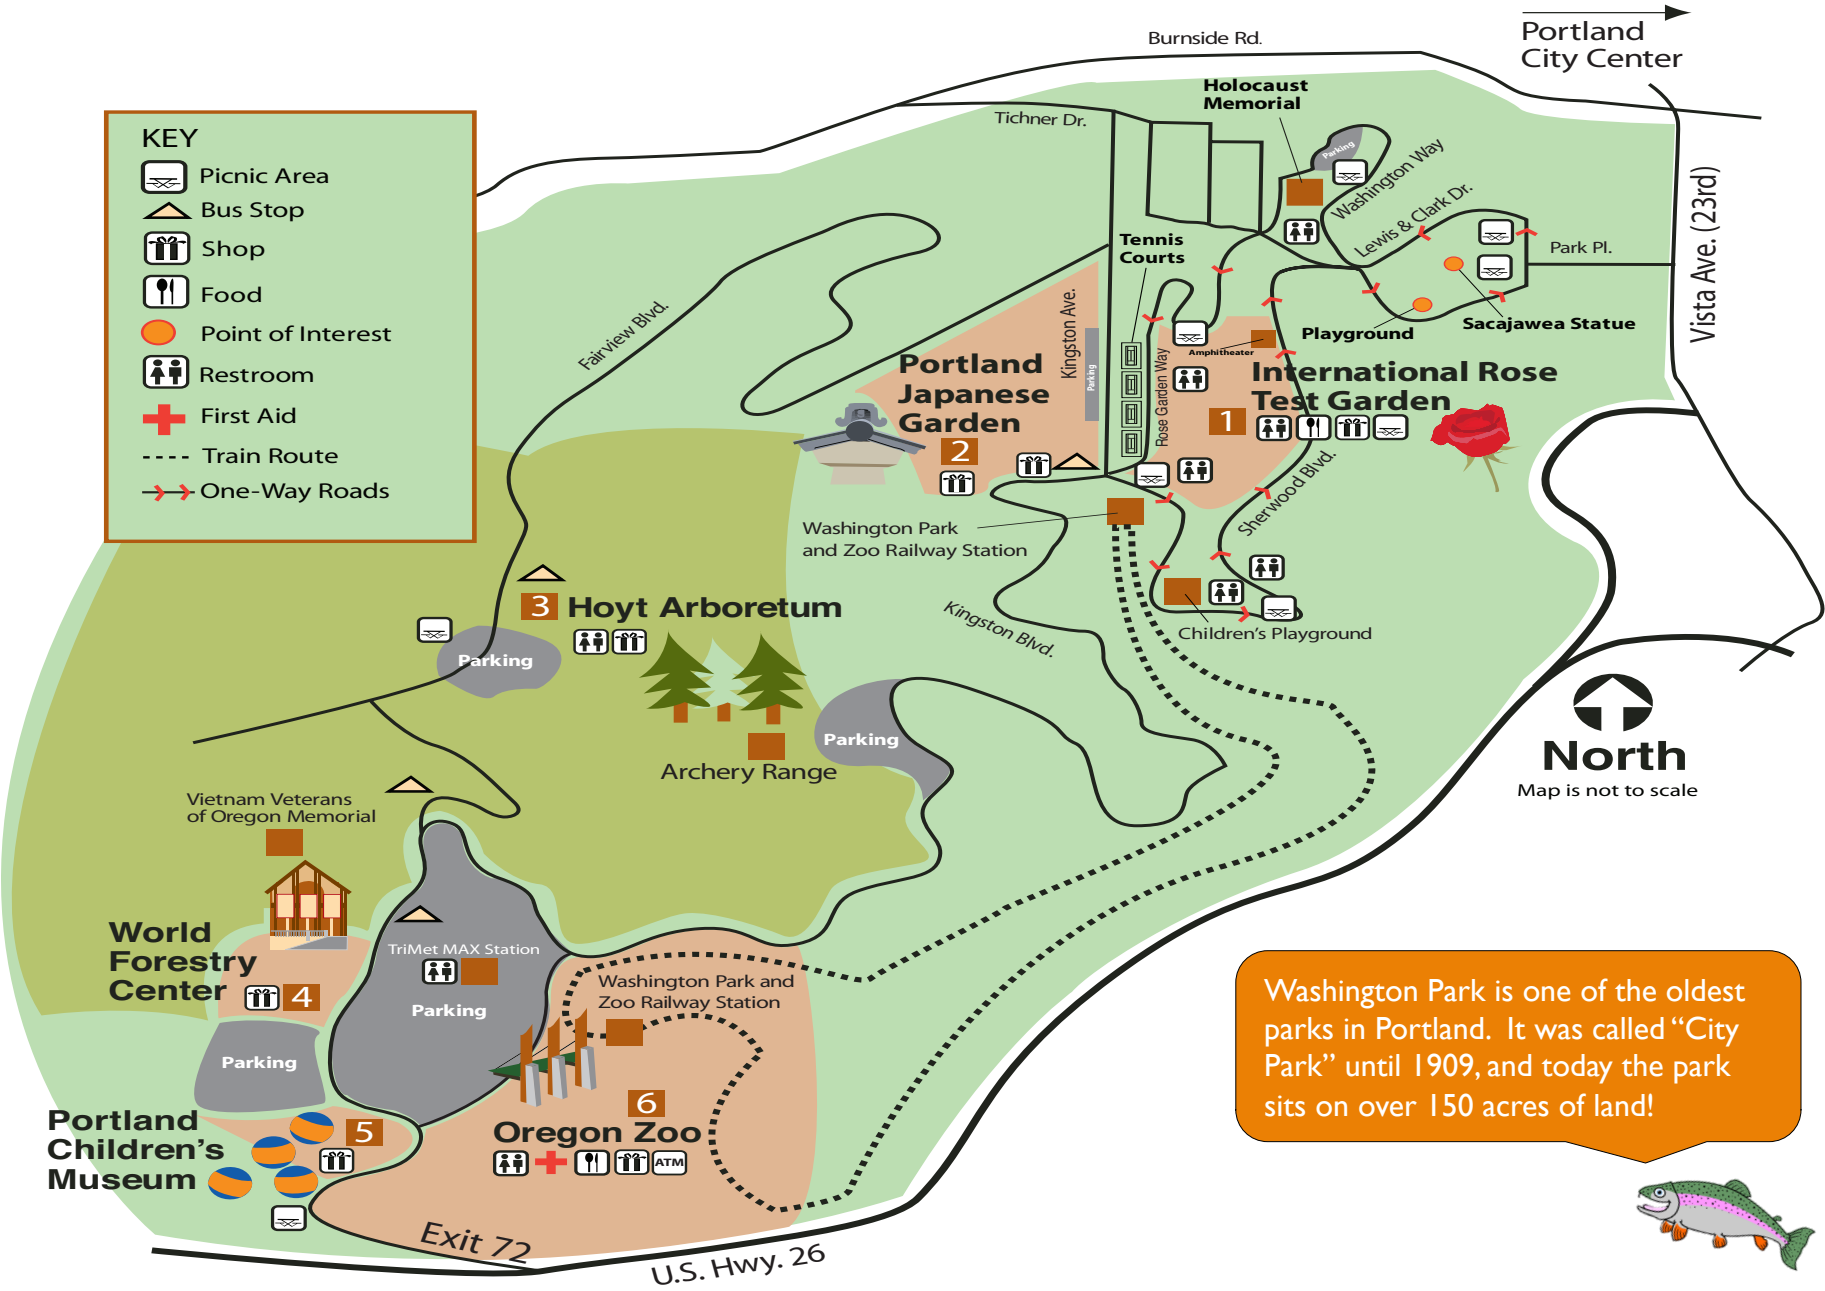 Portland
City Center
Burnside Rd.
Holocaust
Memorial
Tichner Dr.
KEY
Picnic Area
Bus Stop
Shop
Food
Point of Interest
Restroom
First Aid
Train Route
One-Way Roads
Parking
Washington Way
Lewis & Clark Dr.
Park Pl.
Vista Ave. (23rd)
Tennis
Courts
Sacajawea Statue
Playground
Fairview Blvd.
Kingston Ave.
Parking
Rose Garden Way
Amphitheater
Portland
Japanese
Garden
2
International Rose
Test Garden
1
Sherwood Blvd.
Washington Park
and Zoo Railway Station
Kingston Blvd.
Children's Playground
3
Hoyt Arboretum
Parking
Parking
Archery Range
North
Map is not to scale
Vietnam Veterans
of Oregon Memorial
World
Forestry
Center
4
TriMet MAX Station
Parking
Washington Park and
Zoo Railway Station
Parking
Portland
Children's
Museum
5
6
Oregon Zoo
ATM
Exit 72
U.S. Hwy. 26
Washington Park is one of the oldest
parks in Portland. It was called “City
Park” until 1909, and today the park
sits on over 150 acres of land!